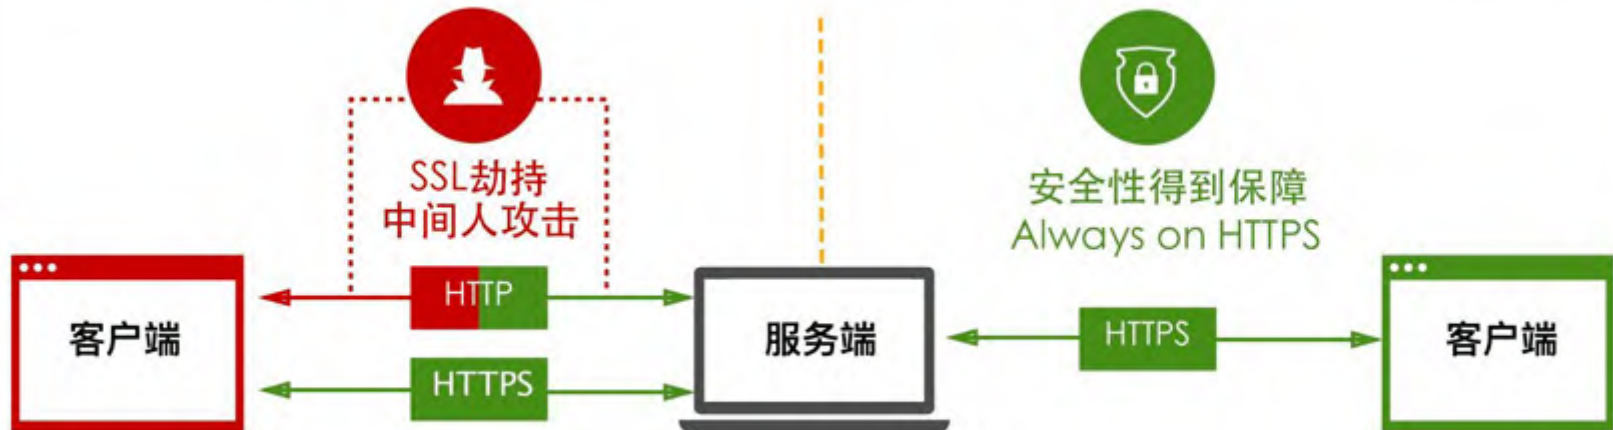 SSL劫持
中间人攻击
安全性得到保障
Always on HTTPS
HTTP
客户端
服务端
HTTPS
客户端
HTTPS